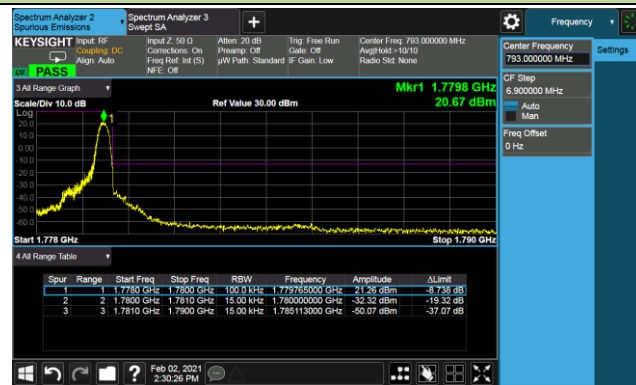 Spectrum Analyzer 2
Spurious Emissions
Spectrum Analyzer 3
Swept SA
Frequency
KEYSIGHT Input: RF
Coupling: DC
Align: Auto
Input Z: 50 Ω
Corrections: On
Freq Ref: Int (S)
NFE: Off
Atten: 20 dB
Preamp: Off
µW Path: Standard
Trig: Free Run
Gate: Off
IF Gain: Low
Center Freq: 793.000000 MHz
Avg|Hold:>10/10
Radio Std: None
PASS
Center Frequency
793.000000 MHz
Settings
CF Step
6.900000 MHz
Auto
Man
Freq Offset
0 Hz
3 All Range Graph
Mkr1 1.7798 GHz
Scale/Div 10.0 dB
Ref Value 30.00 dBm
20.67 dBm
Log
1
20.0
10.0
0.00
-10.0
-20.0
-30.0
-40.0
-50.0
-60.0
Start 1.778 GHz
Stop 1.790 GHz
4 All Range Table
Spur Range Start Freq Stop Freq RBW Frequency Amplitude ΔLimit
1 1 1.7780 GHz 1.7800 GHz 100.0 kHz 1.779765000 GHz 21.26 dBm -8.738 dB
2 2 1.7800 GHz 1.7810 GHz 15.00 kHz 1.780000000 GHz -32.32 dBm -19.32 dB
3 3 1.7810 GHz 1.7900 GHz 15.00 kHz 1.785113000 GHz -50.07 dBm -37.07 dB
Feb 02, 2021
2:30:26 PM